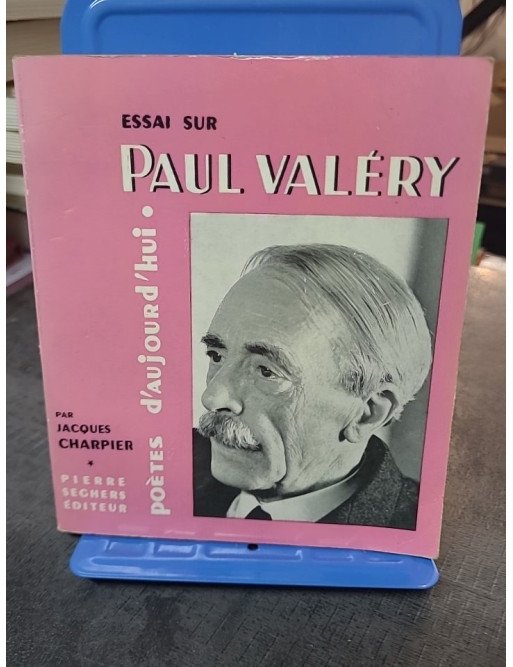 ESSAI SUR
PAUL VALÉRY
POÈTES d'AUJOURD'HUI •
PAR
JACQUES
CHARPIER
*
PIERRE
SEGHERS
ÉDITEUR